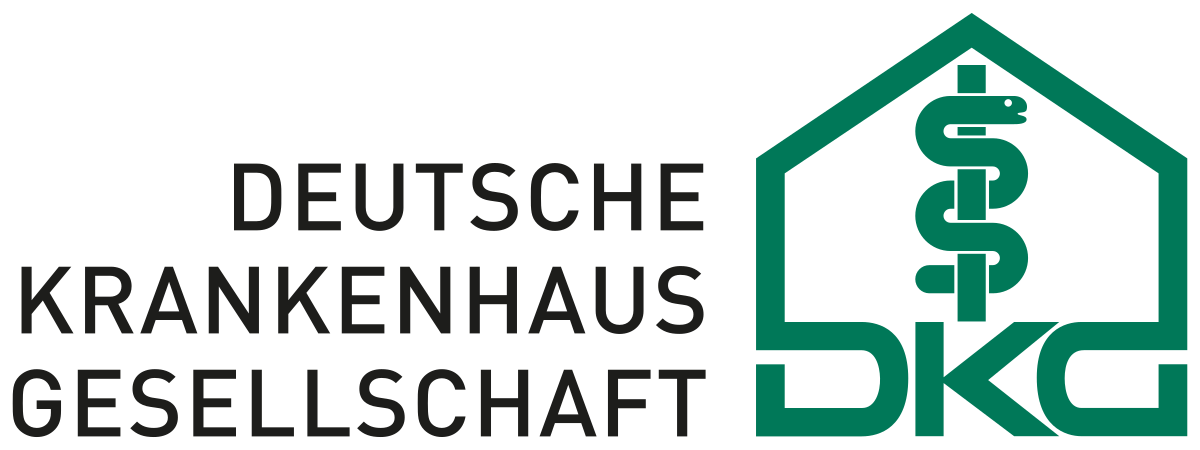 DEUTSCHE
KRANKENHAUS
GESELLSCHAFT
DKG